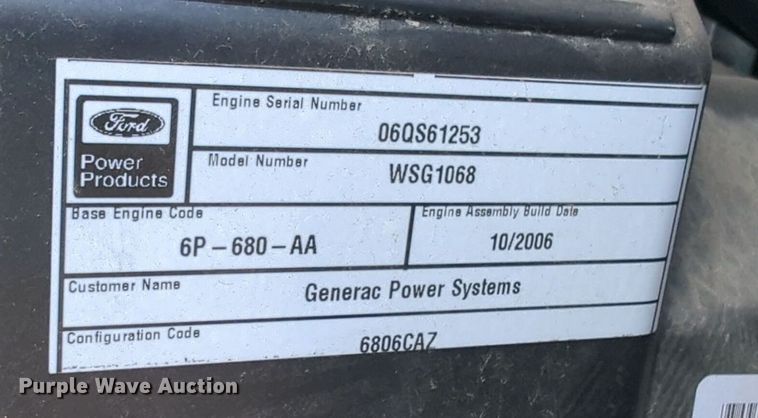 Ford
Power
Products
Engine Serial Number
06QS61253
Model Number
WSG1068
Base Engine Code
6P-680-AA
Engine Assembly Build Date
10/2006
Customer Name
Generac Power Systems
Configuration Code
6806CAZ
Purple Wave Auction